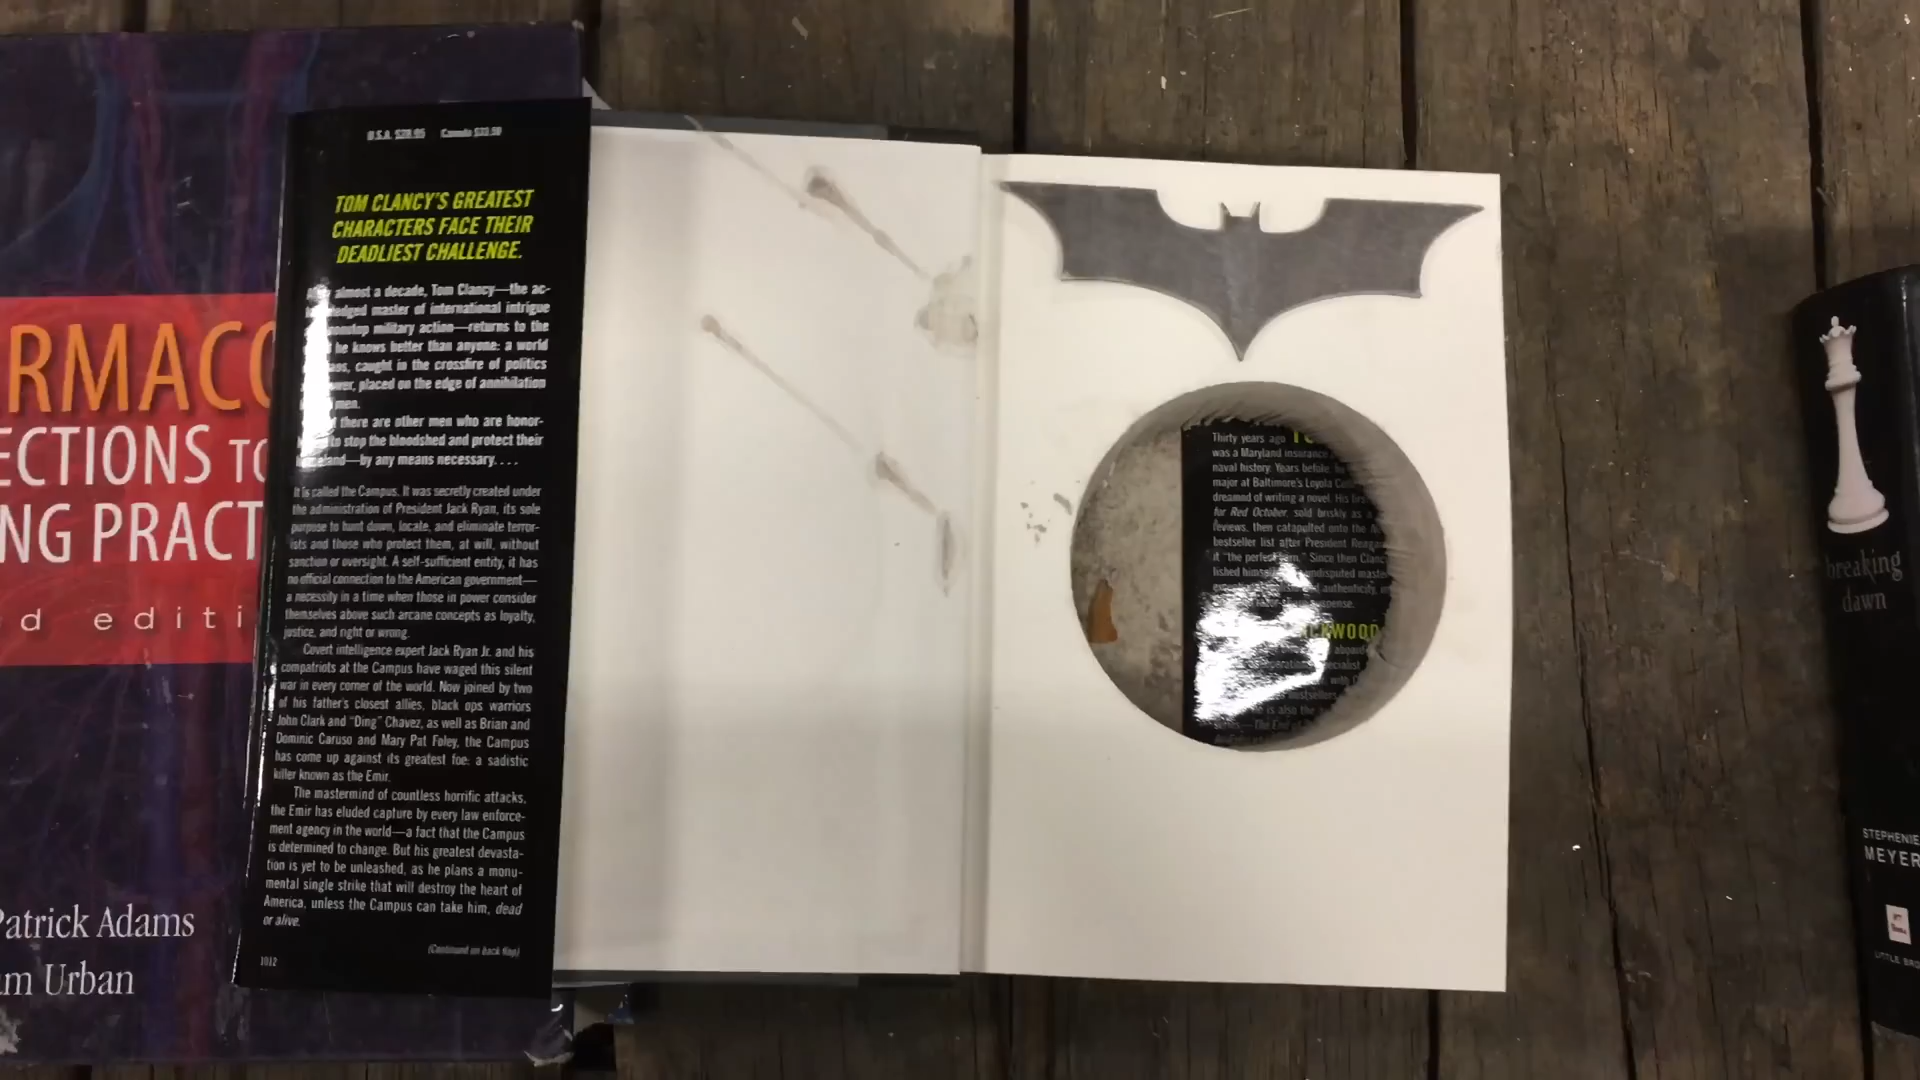 RMACO
ECTIONS TO
NG PRACT
d editi
Patrick Adams
am Urban
U.S.A. $28.95 Canada $33.50
TOM CLANCY'S GREATEST
CHARACTERS FACE THEIR
DEADLIEST CHALLENGE.
almost a decade, Tom Clancy—the ac-
master of international intrigue
military action—returns to the
he knows better than anyone: a world
caught in the crossfire of politics
placed on the edge of annihilation
men.
there are other men who are honor-
to stop the bloodshed and protect their
—by any means necessary. . . .
It is called the Campus. It was secretly created under
the administration of President Jack Ryan, its sole
purpose to hunt down, locate, and eliminate terror-
ists and those who protect them, at will, without
sanction or oversight. A self-sufficient entity, it has
no official connection to the American government—
a necessity in a time when those in power consider
themselves above such arcane concepts as loyalty,
justice, and right or wrong.
Covert intelligence expert Jack Ryan Jr. and his
compatriots at the Campus have waged this silent
war in every corner of the world. Now joined by two
of his father's closest allies, black ops warriors
John Clark and "Ding" Chavez, as well as Brian and
Dominic Caruso and Mary Pat Foley, the Campus
has come up against its greatest foe: a sadistic
killer known as the Emir.
The mastermind of countless horrific attacks,
the Emir has eluded capture by every law enforce-
ment agency in the world—a fact that the Campus
is determined to change. But his greatest devasta-
tion is yet to be unleashed, as he plans a monu-
mental single strike that will destroy the heart of
America, unless the Campus can take him, dead
or alive.
(Continued on back flap)
1012
Thirty years ago
was a Maryland insurance
naval history. Years before,
major at Baltimore's Loyola
dreamed of writing a novel. His
for Red October, sold briskly as a
reviews, then catapulted onto the
bestseller list after President
it "the perfect Since then
lished undisputed
authenticity,
CKWOOD
breaking
dawn
STEPHENIE
MEYER